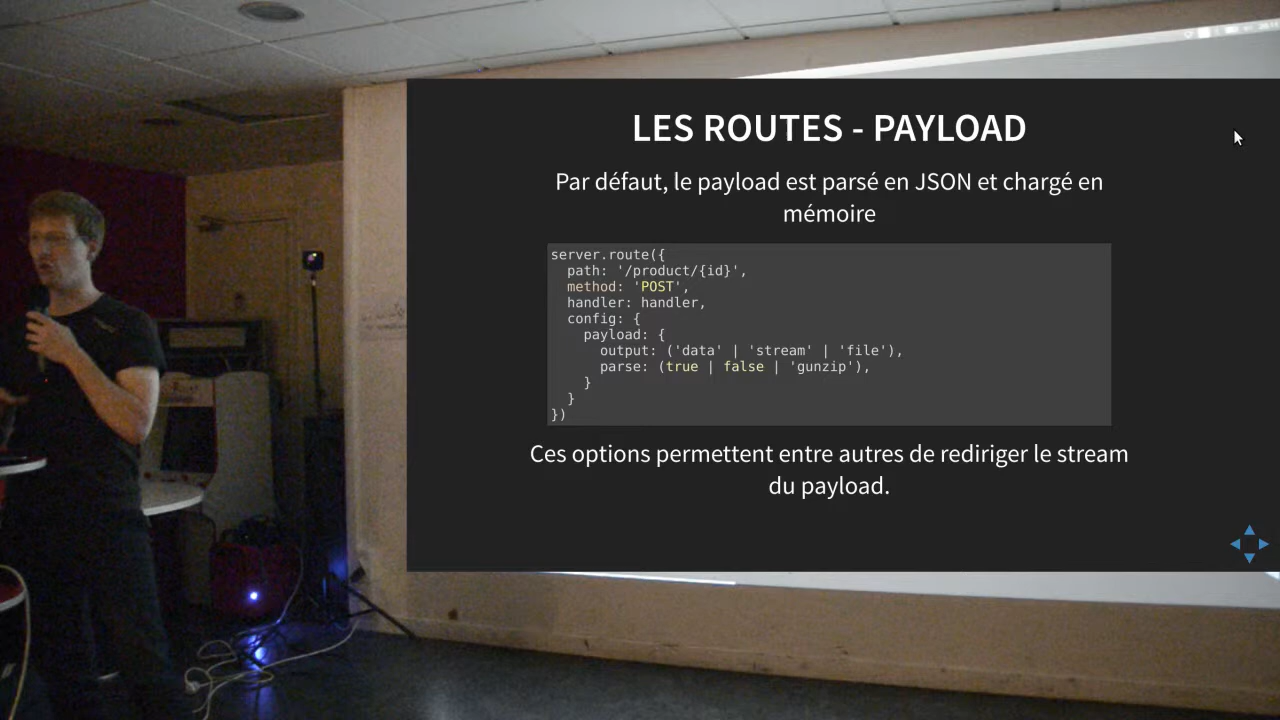 LES ROUTES - PAYLOAD
Par défaut, le payload est parsé en JSON et chargé en
mémoire
server.route({
  path: '/product/{id}',
  method: 'POST',
  handler: handler,
  config: {
    payload: {
      output: ('data' | 'stream' | 'file'),
      parse: (true | false | 'gunzip'),
    }
  }
})
Ces options permettent entre autres de rediriger le stream
du payload.